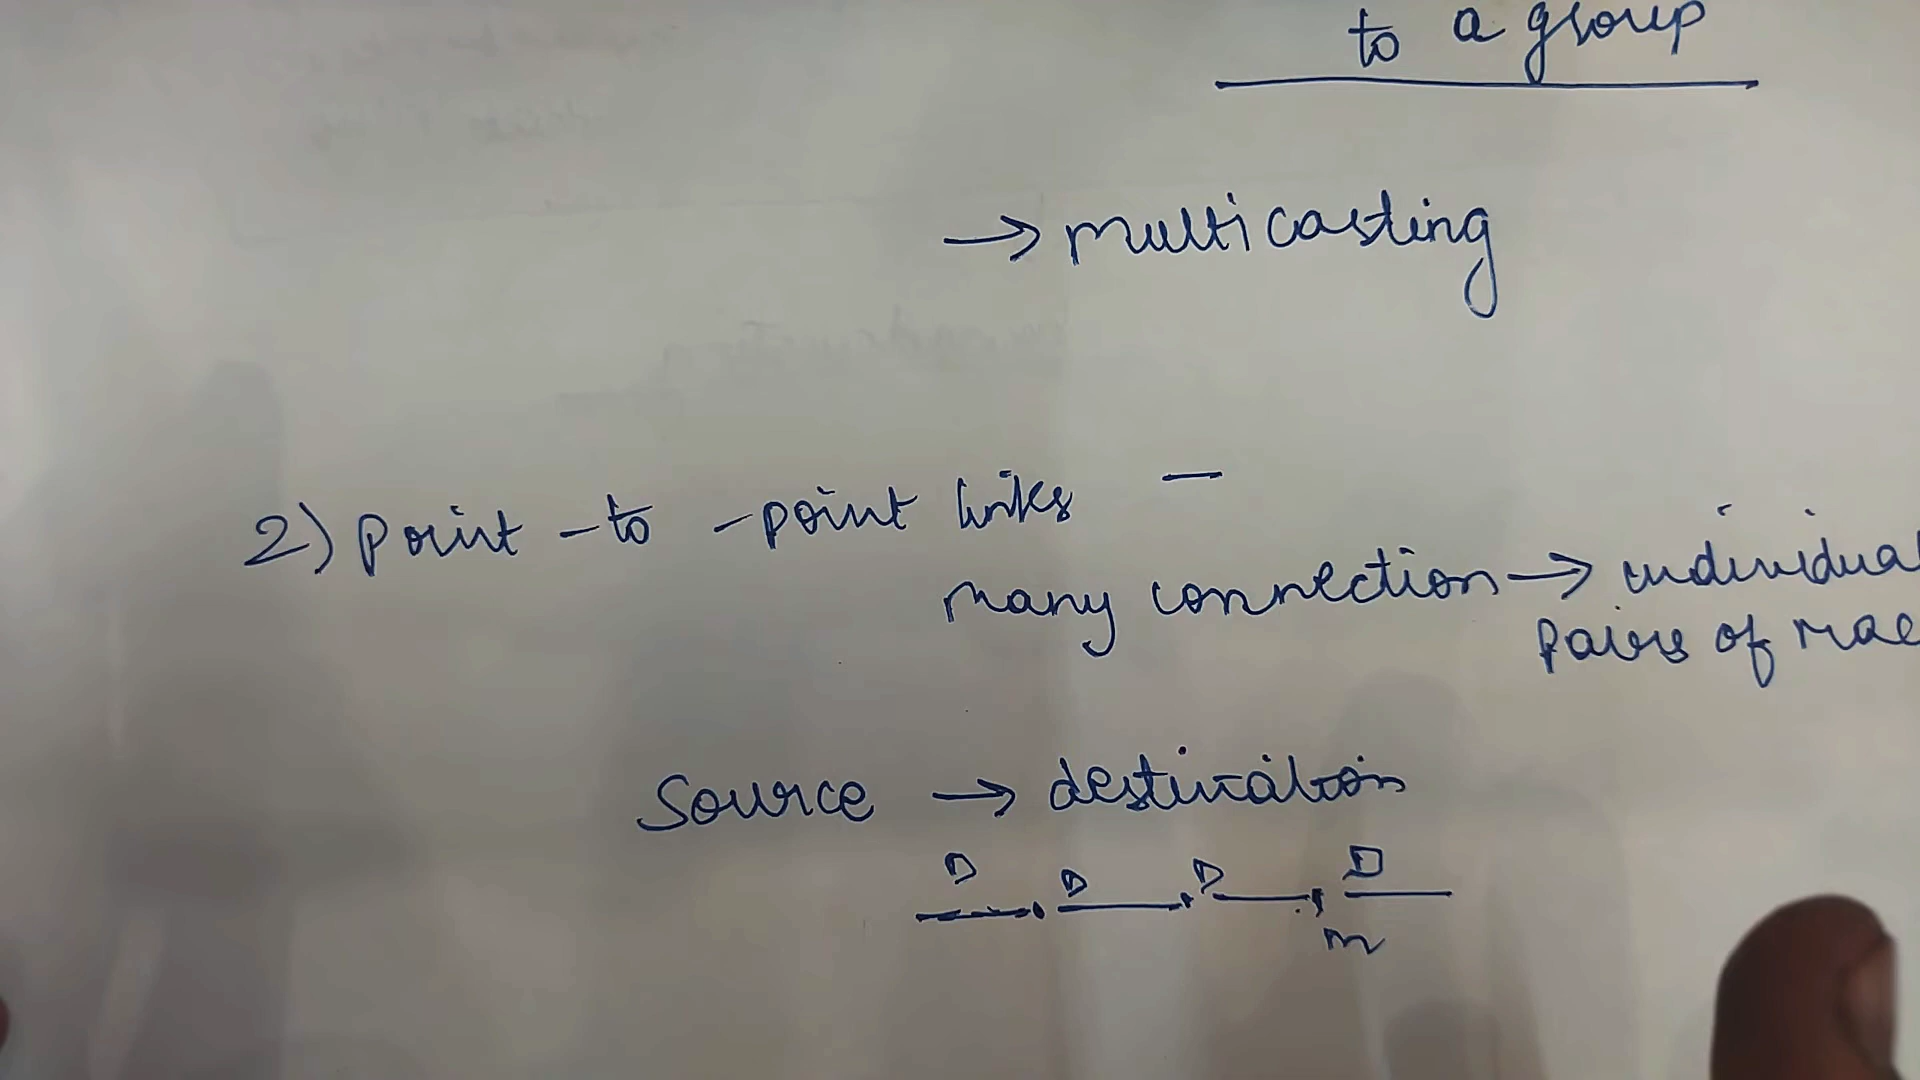 to a group
→ multicasting
2) point - to - point links —
many connection → individual
pairs of mac
Source → destination
D D D D
m